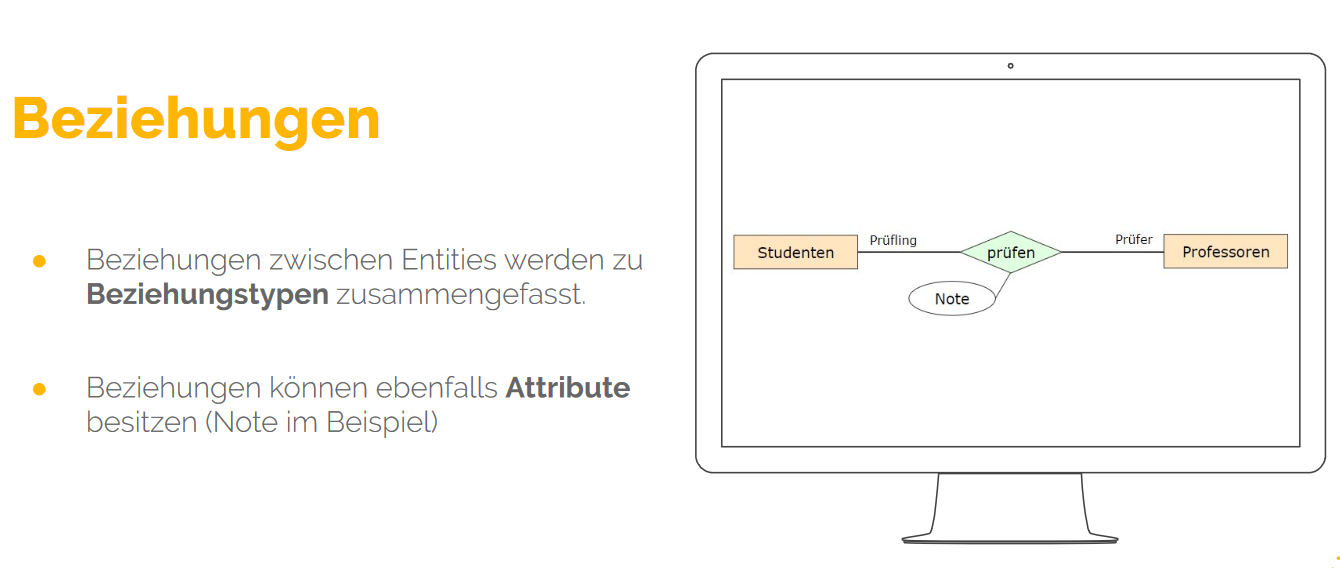 Beziehungen
● Beziehungen zwischen Entities werden zu
Beziehungstypen zusammengefasst.
● Beziehungen können ebenfalls Attribute
besitzen (Note im Beispiel)
Studenten
Prüfling
prüfen
Prüfer
Professoren
Note